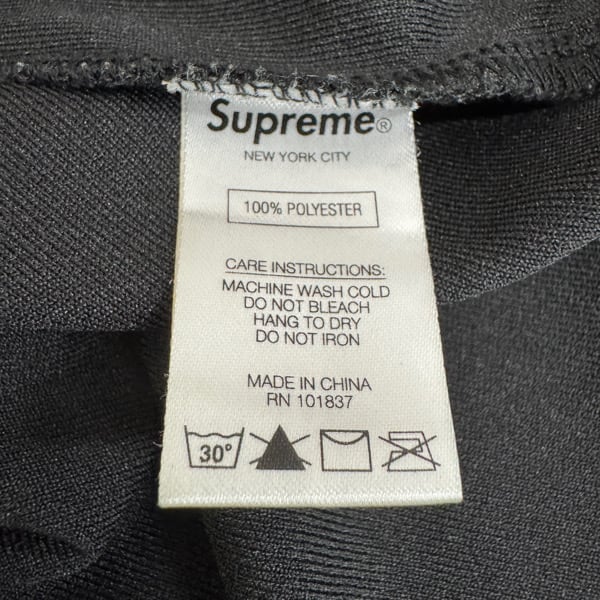 Supreme®
NEW YORK CITY
100% POLYESTER
CARE INSTRUCTIONS:
MACHINE WASH COLD
DO NOT BLEACH
HANG TO DRY
DO NOT IRON
MADE IN CHINA
RN 101837
30°